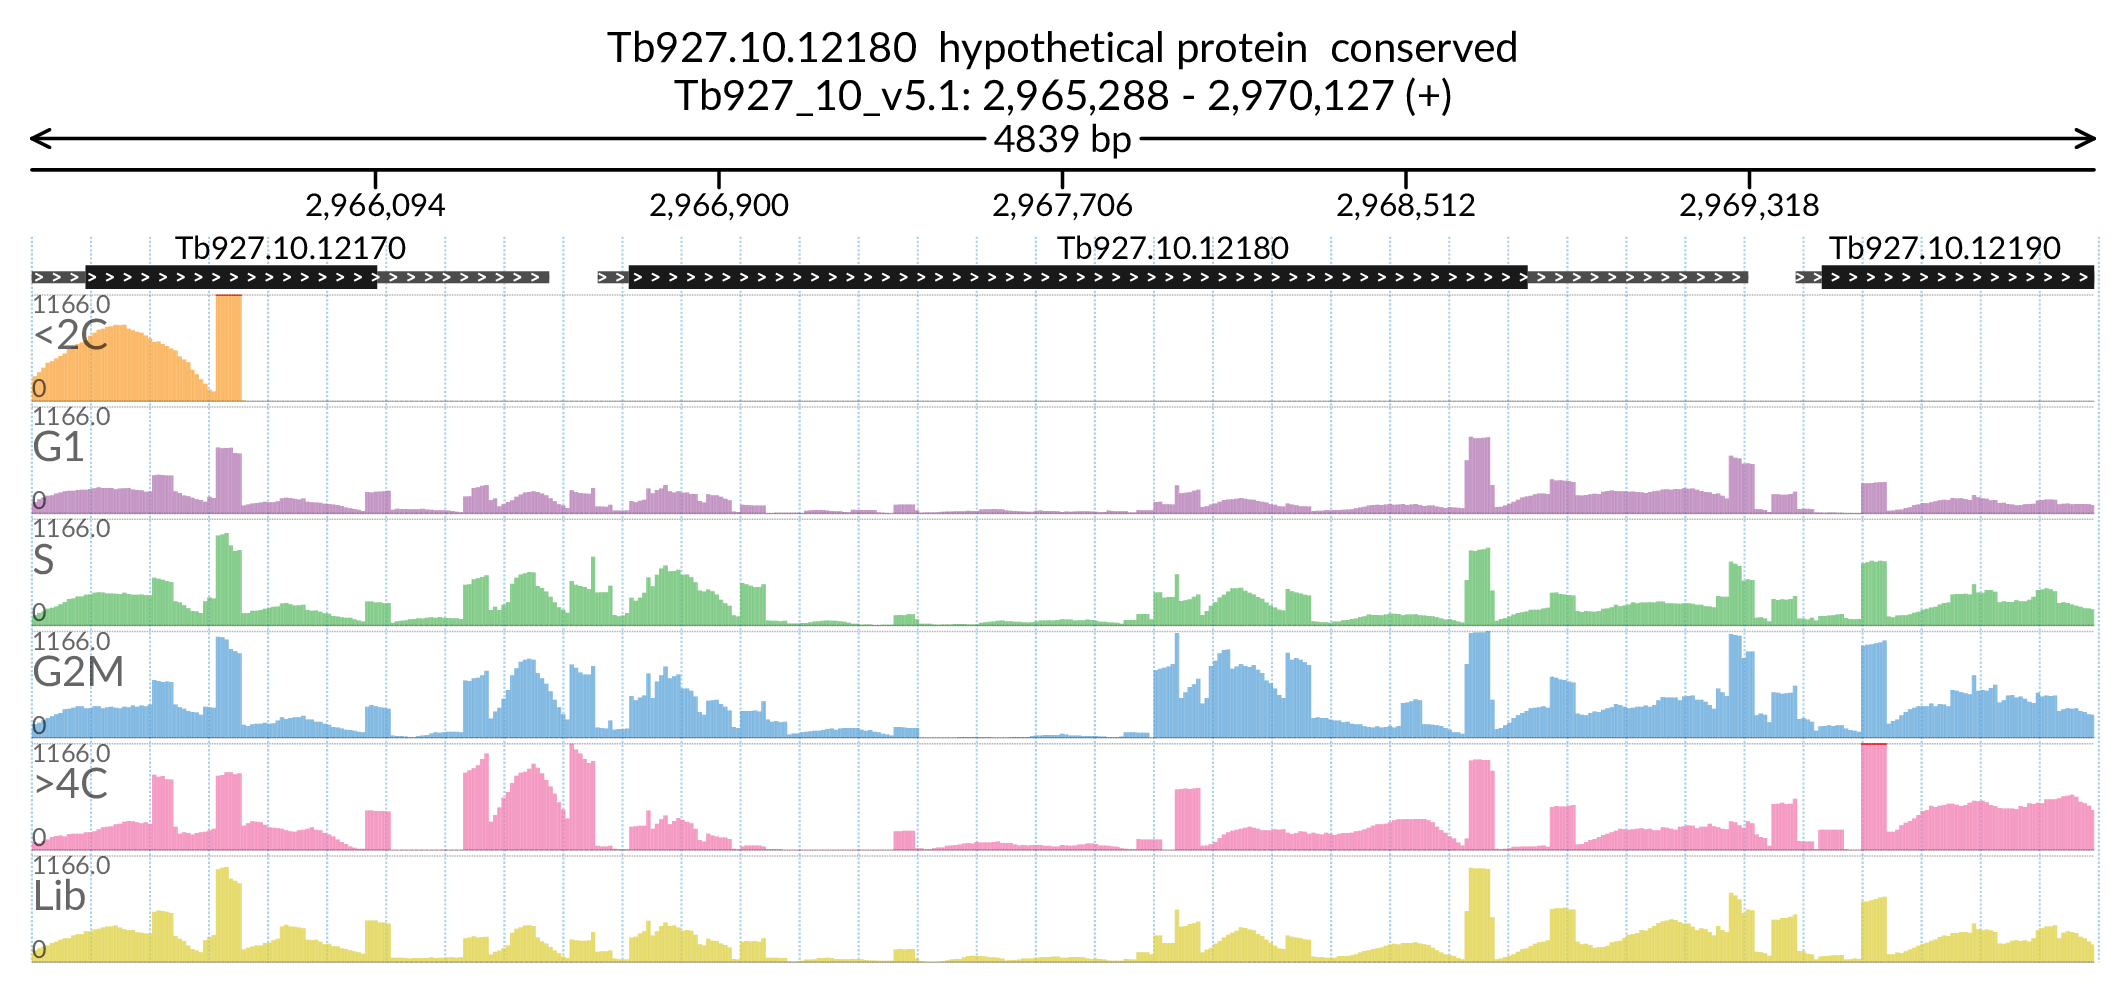 Tb927.10.12180 hypothetical protein conserved
Tb927_10_v5.1: 2,965,288 - 2,970,127 (+)
4839 bp
2,966,094 2,966,900 2,967,706 2,968,512 2,969,318
Tb927.10.12170 Tb927.10.12180 Tb927.10.12190
1166.0
<2C
0
1166.0
G1
0
1166.0
S
0
1166.0
G2M
0
1166.0
>4C
0
1166.0
Lib
0